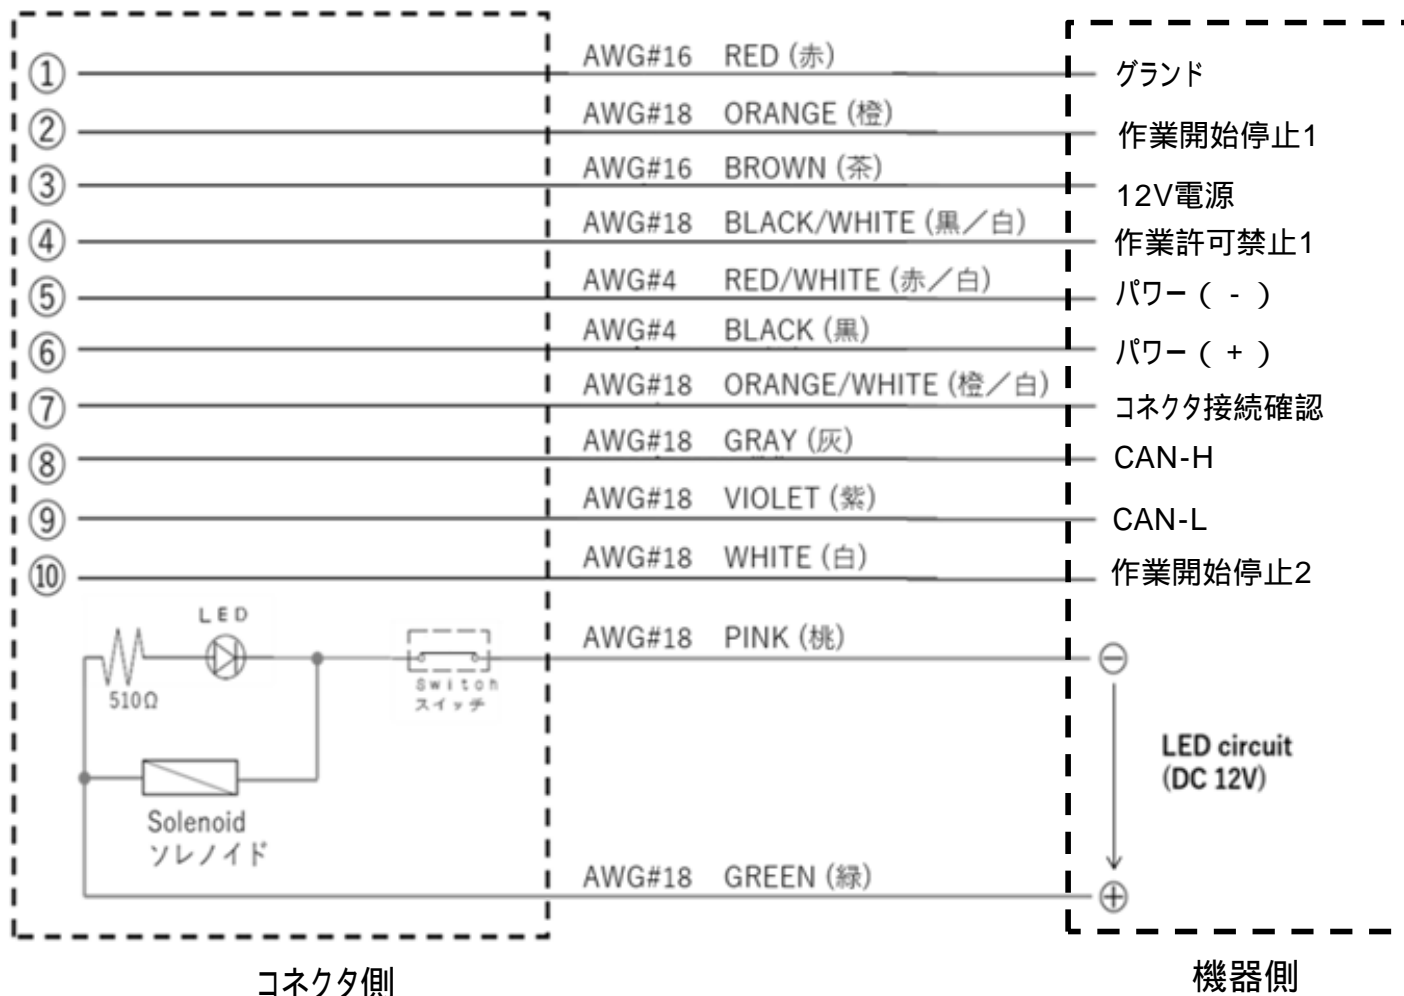 ① AWG#16 RED (赤) グランド
② AWG#18 ORANGE (橙) 作業開始停止1
③ AWG#16 BROWN (茶) 12V電源
④ AWG#18 BLACK/WHITE (黒／白) 作業許可禁止1
⑤ AWG#4 RED/WHITE (赤／白) パワー ( - )
⑥ AWG#4 BLACK (黒) パワー ( + )
⑦ AWG#18 ORANGE/WHITE (橙／白) コネクタ接続確認
⑧ AWG#18 GRAY (灰) CAN-H
⑨ AWG#18 VIOLET (紫) CAN-L
⑩ AWG#18 WHITE (白) 作業開始停止2
LED
AWG#18 PINK (桃) ⊖
510Ω
Switch
スイッチ
LED circuit
(DC 12V)
Solenoid
ソレノイド
AWG#18 GREEN (緑) ⊕
コネクタ側
機器側